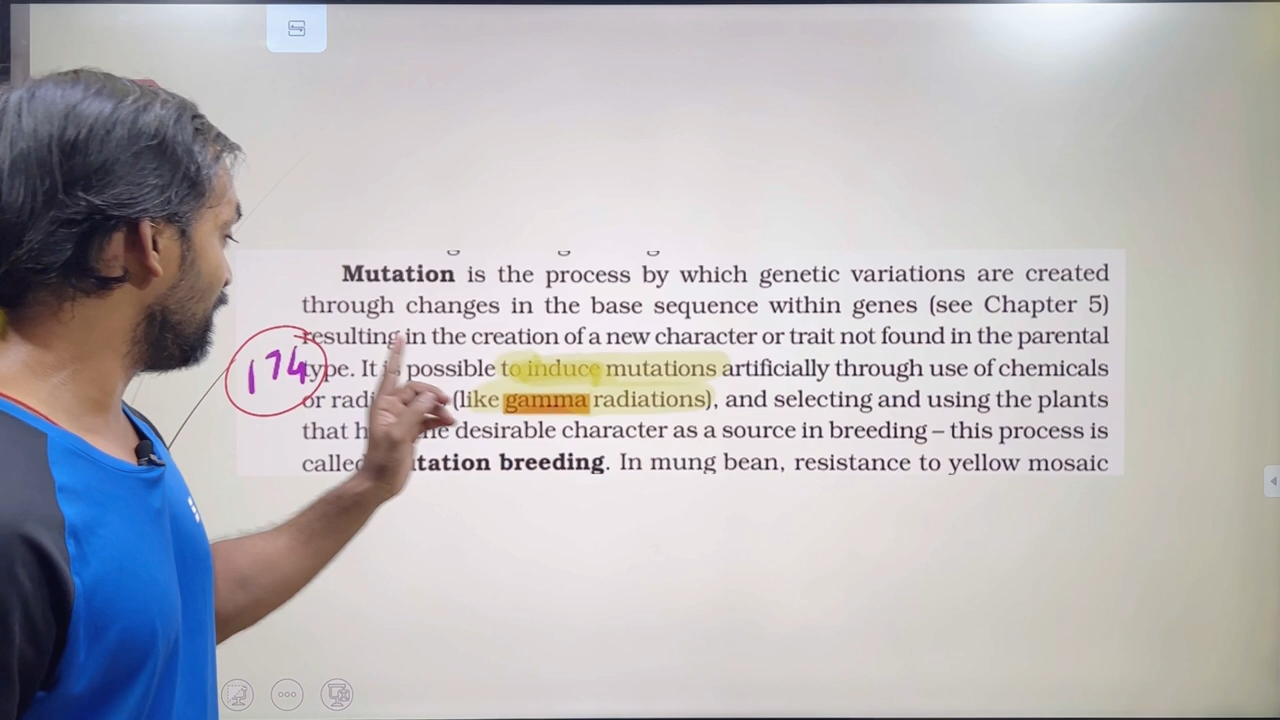 Mutation is the process by which genetic variations are created
through changes in the base sequence within genes (see Chapter 5)
resulting in the creation of a new character or trait not found in the parental
174
type. It is possible to induce mutations artificially through use of chemicals
or (like gamma radiations), and selecting and using the plants
that desirable character as a source in breeding – this process is
called breeding. In mung bean, resistance to yellow mosaic